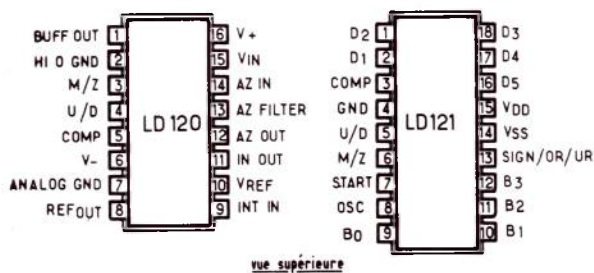 BUFF OUT 1 16 V+
HI Q GND 2 15 VIN
M/Z 3 14 AZ IN
U/D 4 13 AZ FILTER
LD 120
COMP 5 12 AZ OUT
V- 6 11 IN OUT
ANALOG GND 7 10 VREF
REFOUT 8 9 INT IN
D2 1 18 D3
D1 2 17 D4
COMP 3 16 D5
GND 4 15 VDD
LD121
U/D 5 14 VSS
M/Z 6 13 SIGN/OR/UR
START 7 12 B3
OSC 8 11 B2
B0 9 10 B1
vue supérieure